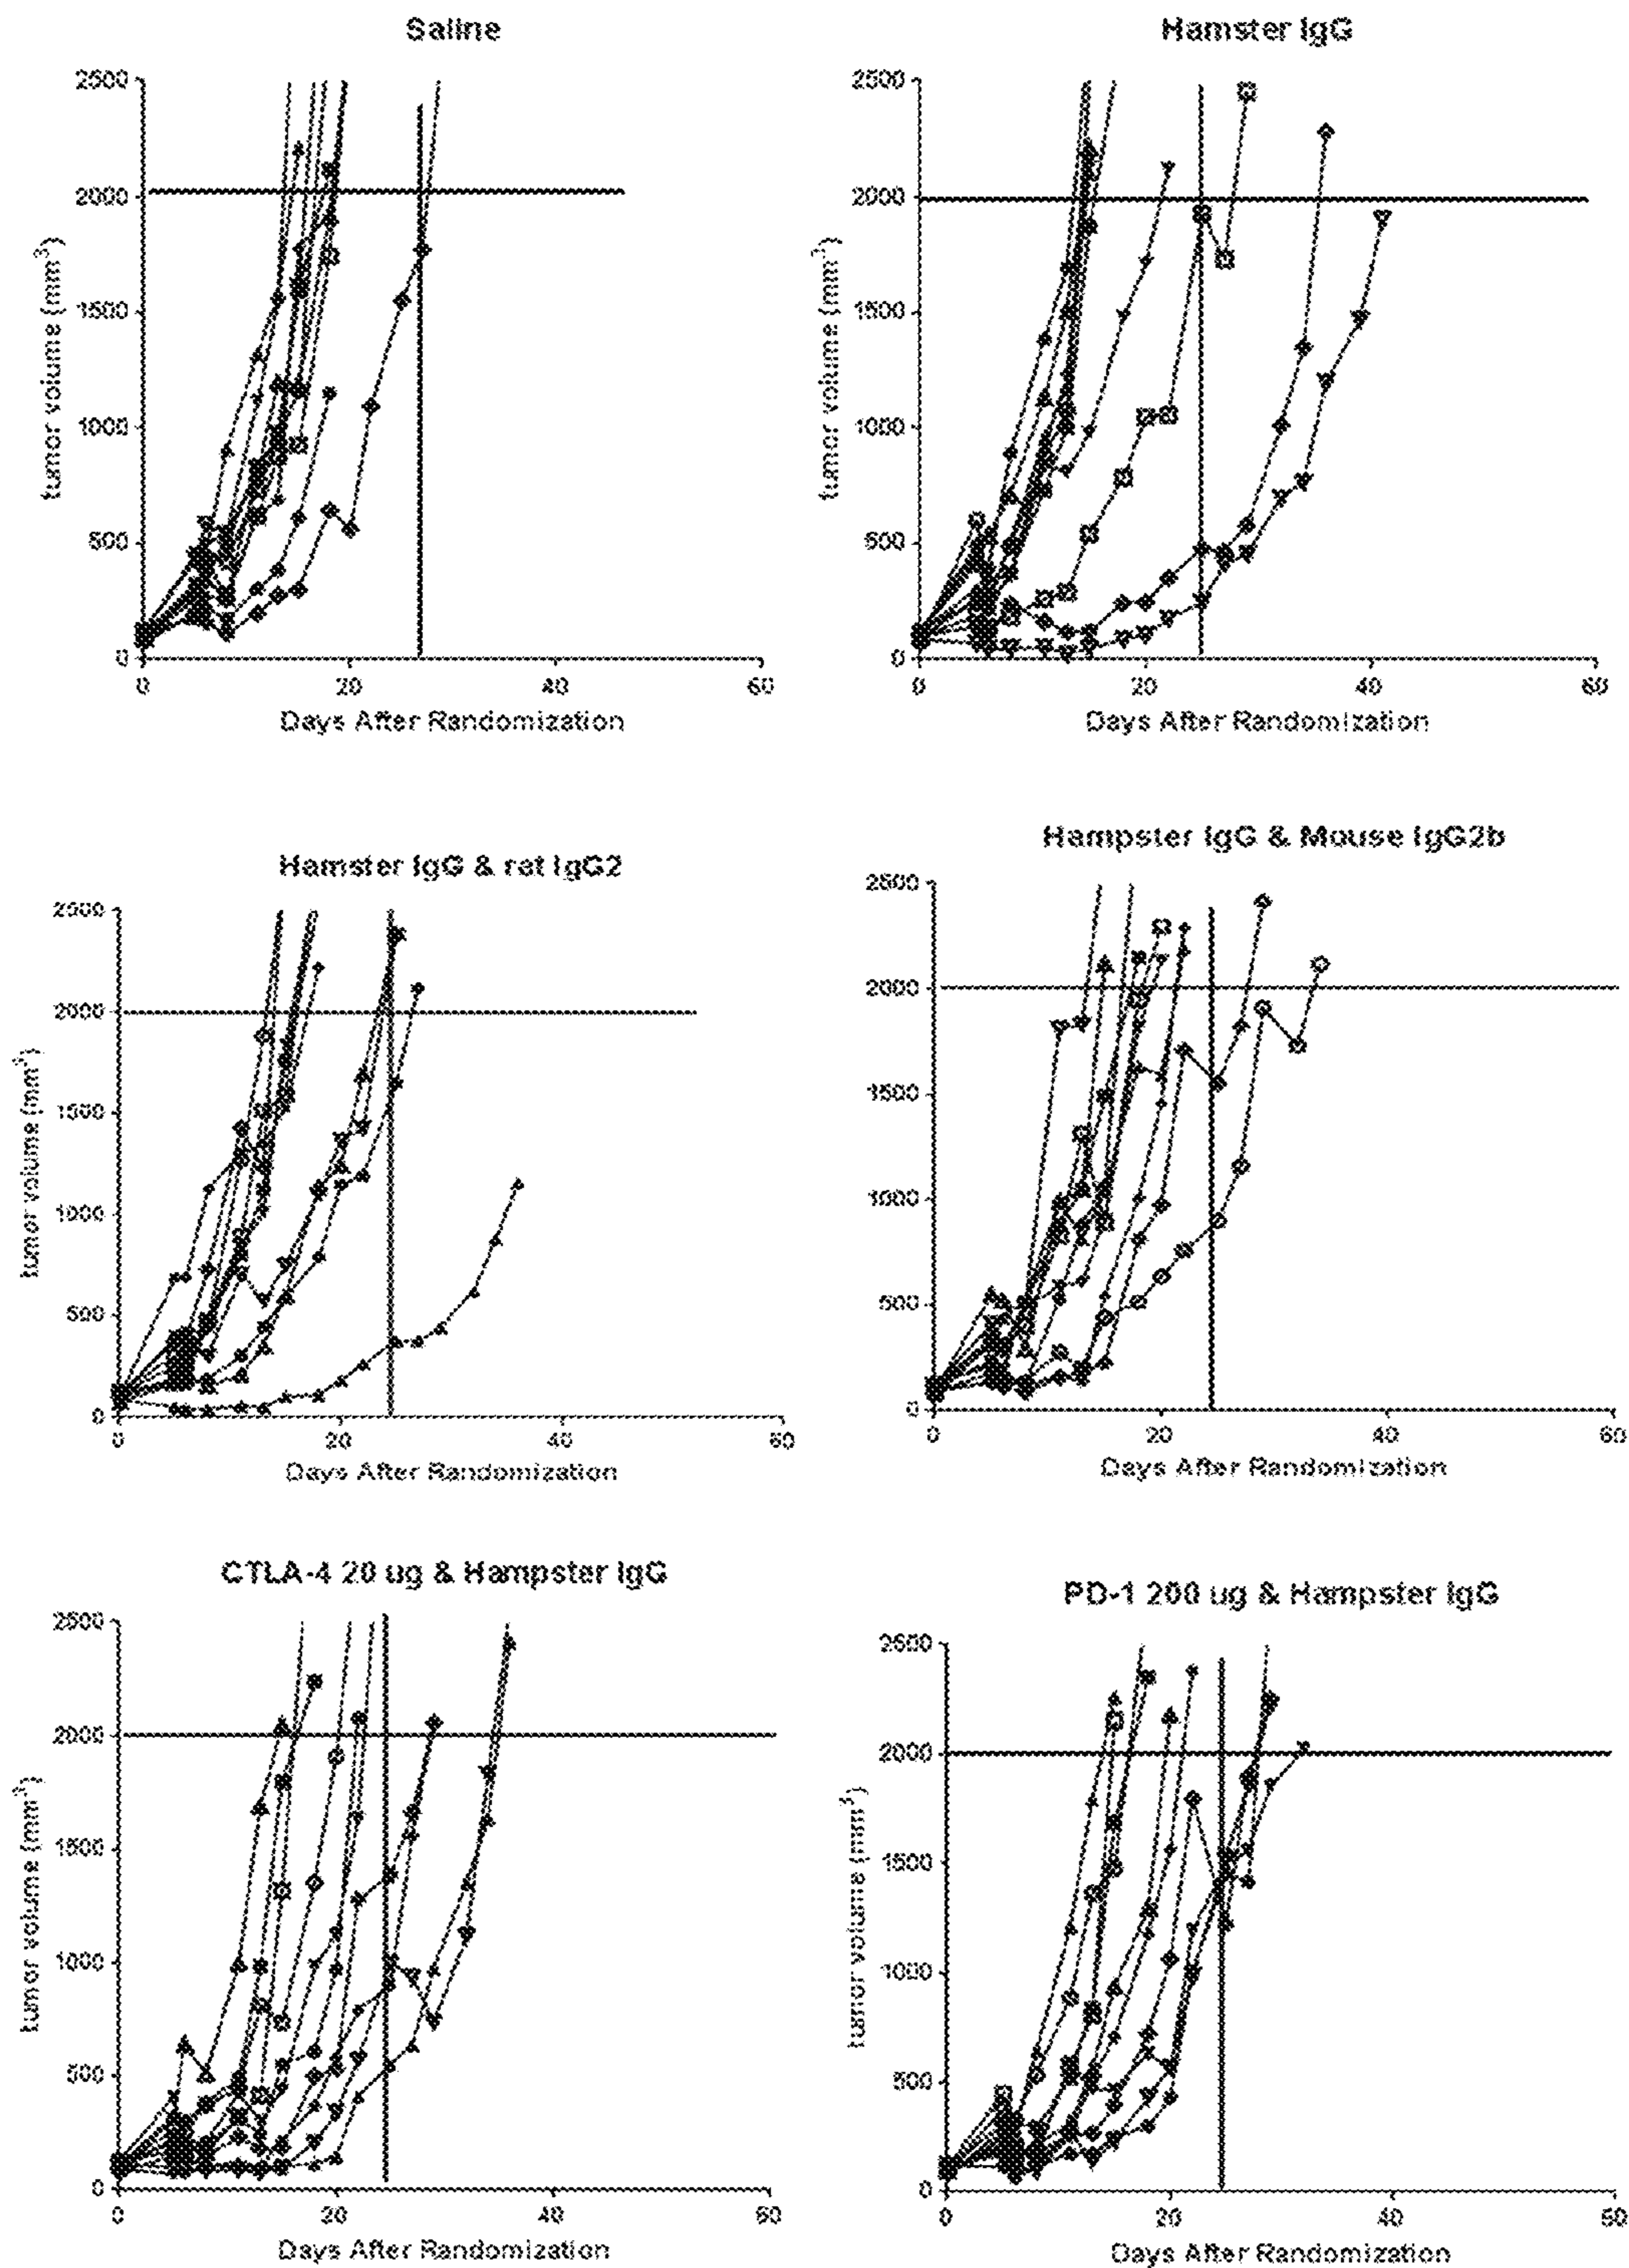 Saline
2500
2000
1500
1000
500
0
0 20 40 60
tumor volume (mm³)
Days After Randomization
Hamster IgG
2500
2000
1500
1000
500
0
0 20 40 60
tumor volume (mm³)
Days After Randomization
Hamster IgG & rat IgG2
2500
2000
1500
1000
500
0
0 20 40 60
tumor volume (mm³)
Days After Randomization
Hampster IgG & Mouse IgG2b
2500
2000
1500
1000
500
0
0 20 40 60
Days After Randomization
CTLA-4 20 ug & Hampster IgG
2500
2000
1500
1000
500
0
0 20 40 60
tumor volume (mm³)
Days After Randomization
PD-1 200 ug & Hampster IgG
2500
2000
1500
1000
500
0
0 20 40 60
tumor volume (mm³)
Days After Randomization